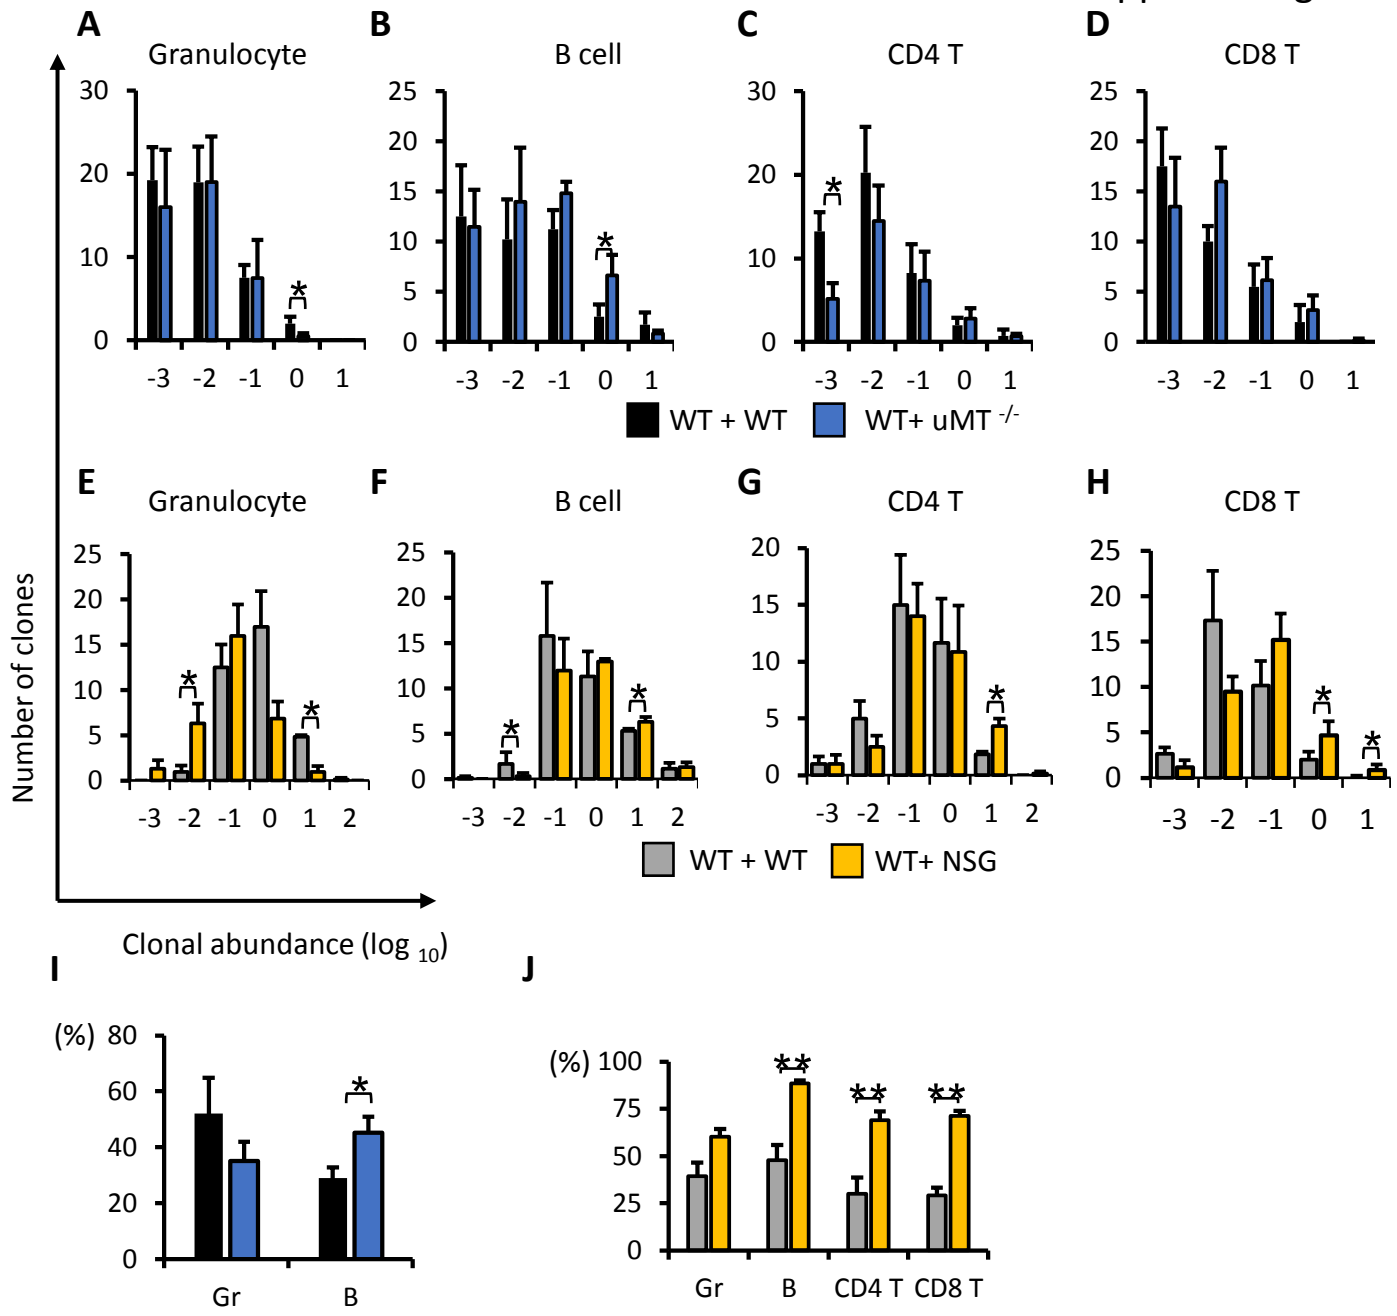 A
B
C
D
Granulocyte
B cell
CD4 T
CD8 T
30
20
10
0
-3 -2 -1 0 1
*
25
20
15
10
5
0
-3 -2 -1 0 1
*
30
20
10
0
-3 -2 -1 0 1
*
25
20
15
10
5
0
-3 -2 -1 0 1
WT + WT
WT+ uMT -/-
E
F
G
H
Granulocyte
B cell
CD4 T
CD8 T
Number of clones
25
20
15
10
5
0
-3 -2 -1 0 1 2
* *
25
20
15
10
5
0
-3 -2 -1 0 1 2
* *
20
15
10
5
0
-3 -2 -1 0 1 2
*
25
20
15
10
5
0
-3 -2 -1 0 1
* *
WT + WT
WT+ NSG
Clonal abundance (log 10)
I
J
(%)
80
60
40
20
0
*
Gr B
(%)
100
75
50
25
0
** ** **
Gr B CD4 T CD8 T